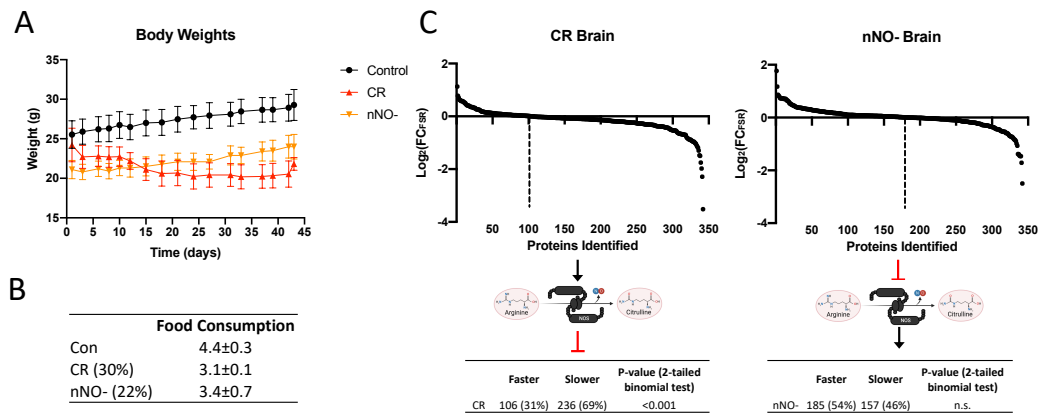 A
Body Weights
Weight (g)
35
30
25
20
15
0 5 10 15 20 25 30 35 40 45
Time (days)
Control
CR
nNO-
B
Food Consumption
Con 4.4±0.3
CR (30%) 3.1±0.1
nNO- (22%) 3.4±0.7
C
CR Brain
Log₂(FC_FSR)
2
0
-2
-4
50 100 150 200 250 300 350
Proteins Identified
Arginine
NOS
Citrulline
Faster Slower P-value (2-tailed
binomial test)
CR 106 (31%) 236 (69%) <0.001
nNO- Brain
Log₂(FC_FSR)
2
0
-2
-4
50 100 150 200 250 300 350
Proteins Identified
Arginine
NOS
Citrulline
Faster Slower P-value (2-tailed
binomial test)
nNO- 185 (54%) 157 (46%) n.s.